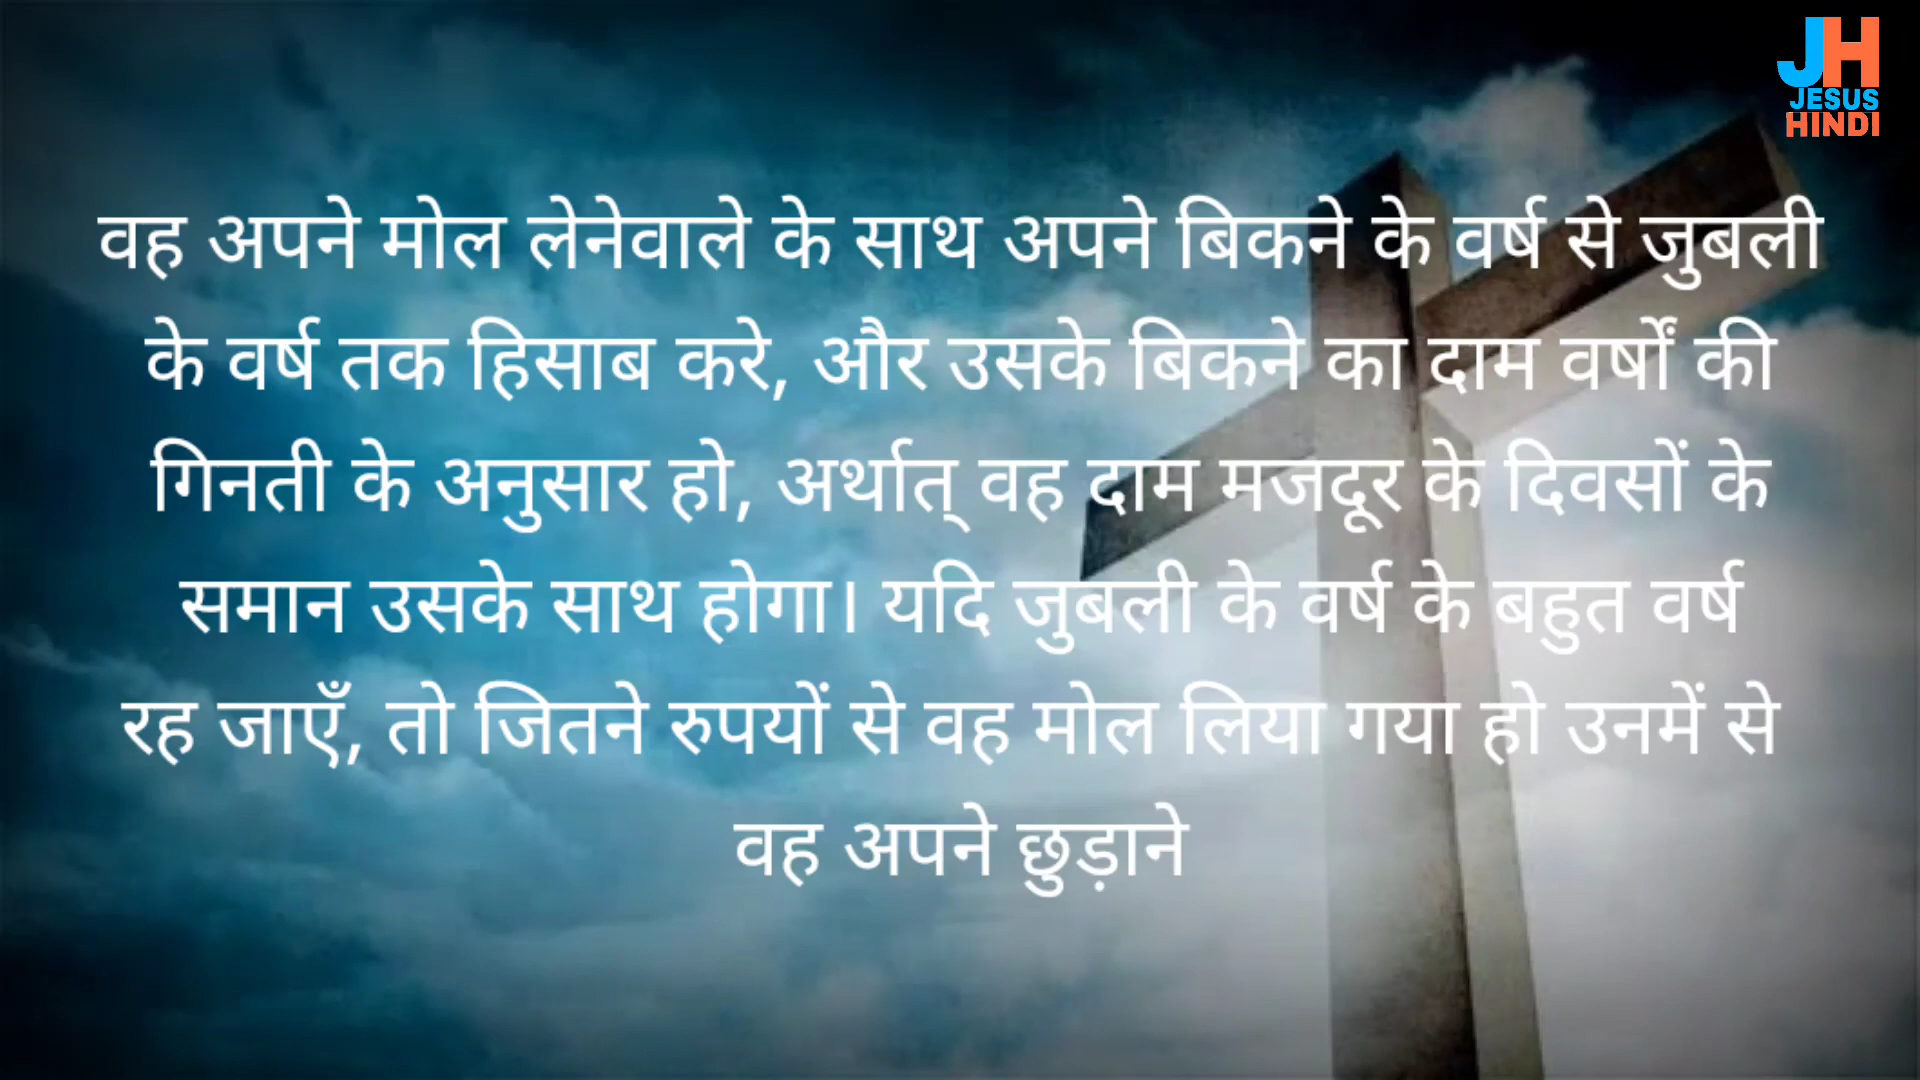 JH
JESUS
HINDI
वह अपने मोल लेनेवाले के साथ अपने बिकने के वर्ष से जुबली
के वर्ष तक हिसाब करे, और उसके बिकने का दाम वर्षों की
गिनती के अनुसार हो, अर्थात् वह दाम मजदूर के दिवसों के
समान उसके साथ होगा। यदि जुबली के वर्ष के बहुत वर्ष
रह जाएँ, तो जितने रुपयों से वह मोल लिया गया हो उनमें से
वह अपने छुड़ाने